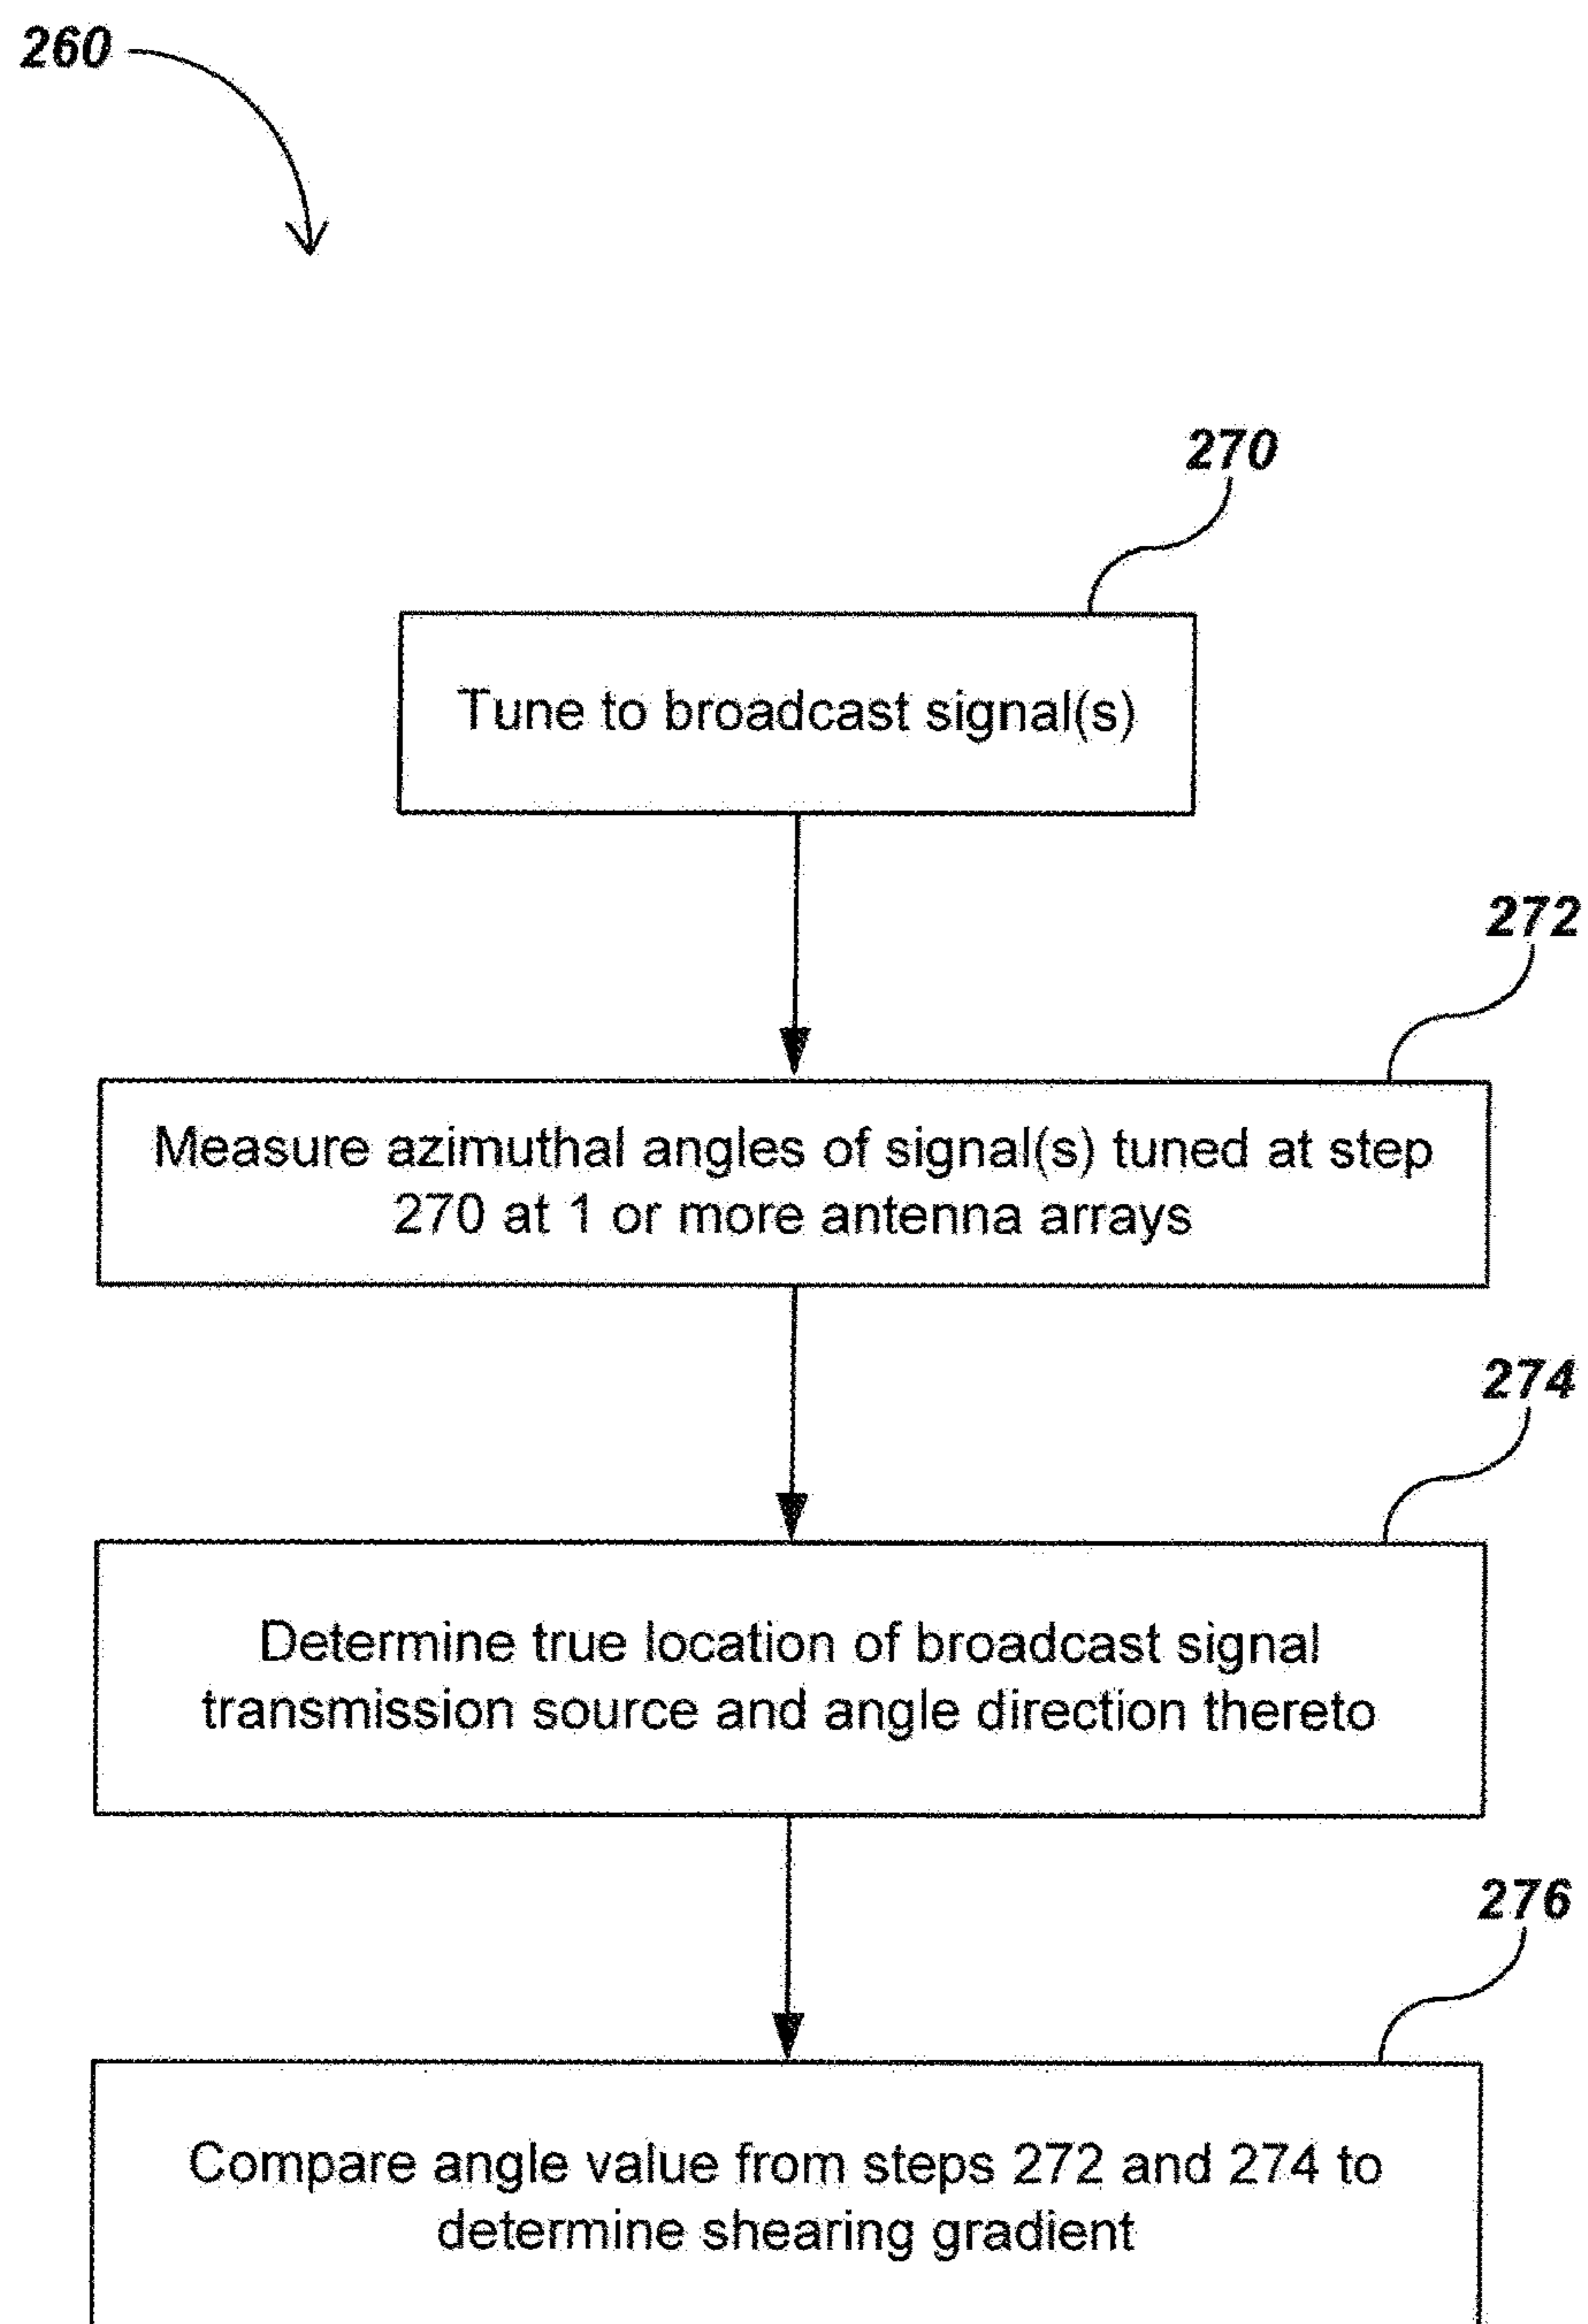 260
270
Tune to broadcast signal(s)
272
Measure azimuthal angles of signal(s) tuned at step
270 at 1 or more antenna arrays
274
Determine true location of broadcast signal
transmission source and angle direction thereto
276
Compare angle value from steps 272 and 274 to
determine shearing gradient